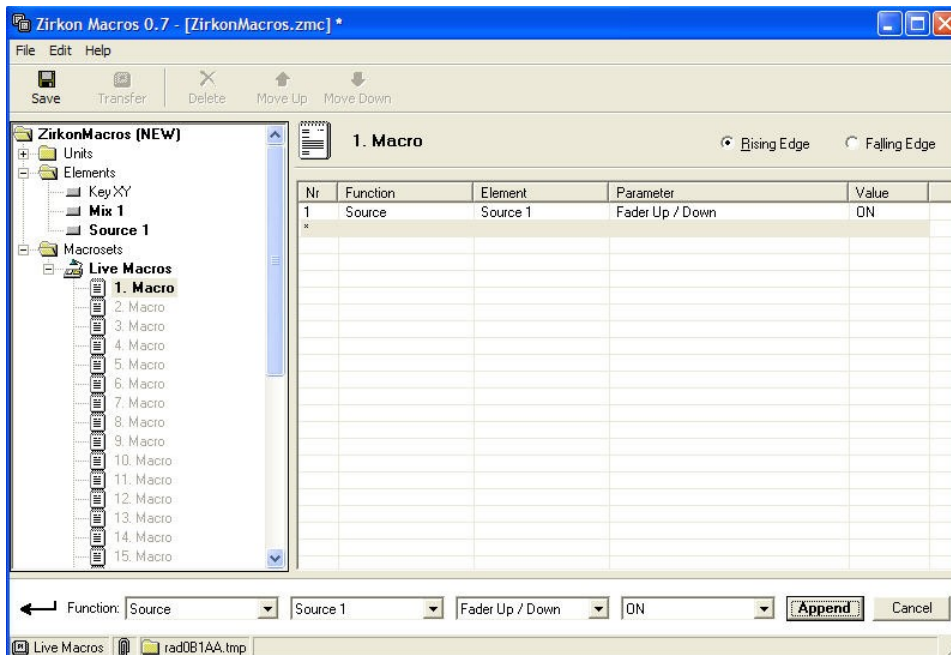 Zirkon Macros 0.7 - [ZirkonMacros.zmc] *
File Edit Help
Save Transfer Delete Move Up Move Down
ZirkonMacros (NEW)
Units
Elements
Key XY
Mix 1
Source 1
Macrosets
Live Macros
1. Macro
2. Macro
3. Macro
4. Macro
5. Macro
6. Macro
7. Macro
8. Macro
9. Macro
10. Macro
11. Macro
12. Macro
13. Macro
14. Macro
15. Macro
1. Macro Rising Edge Falling Edge
Nr Function Element Parameter Value
1 Source Source 1 Fader Up / Down ON
*
Function: Source Source 1 Fader Up / Down ON Append Cancel
Live Macros rad0B1AA.tmp